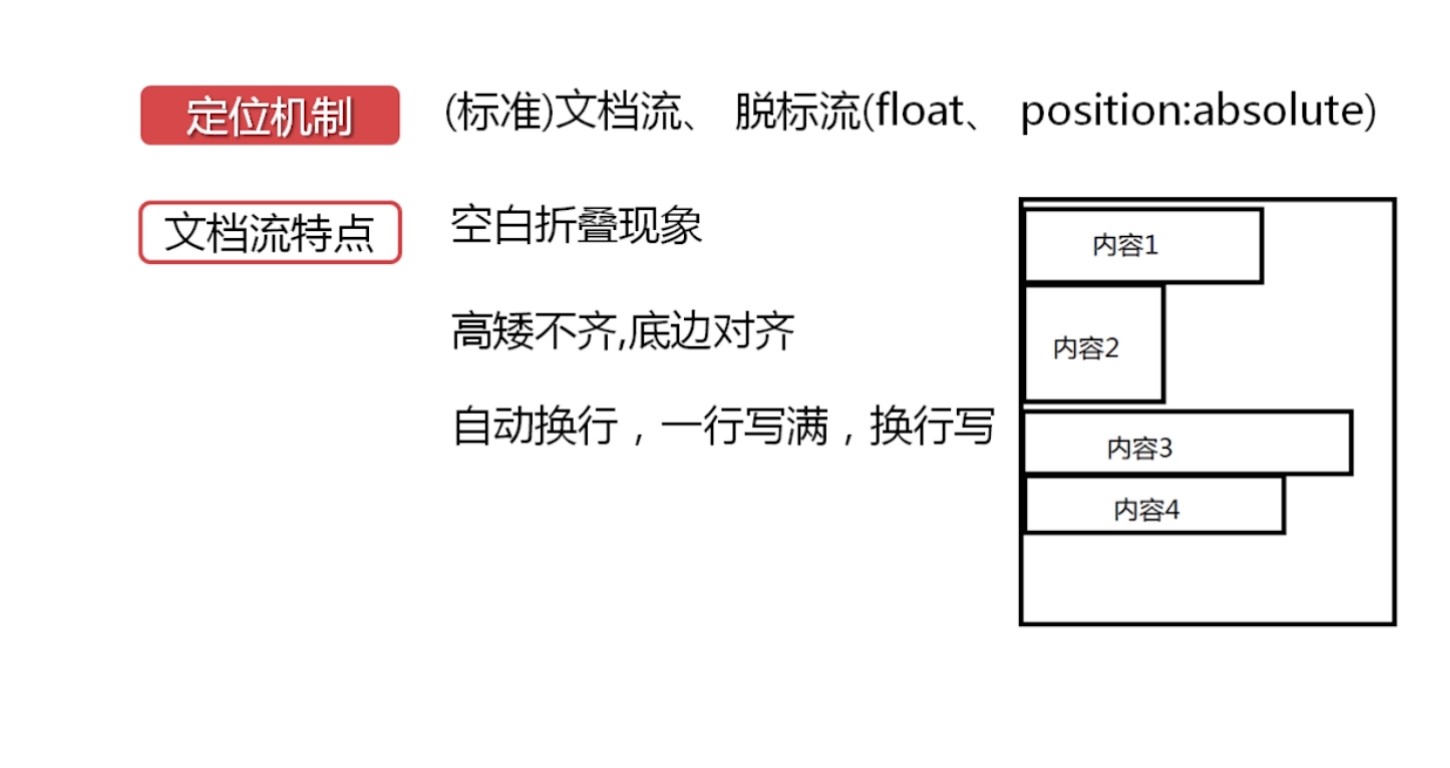 定位机制 (标准)文档流、 脱标流(float、 position:absolute)
文档流特点 空白折叠现象
高矮不齐,底边对齐
自动换行，一行写满，换行写
内容1
内容2
内容3
内容4